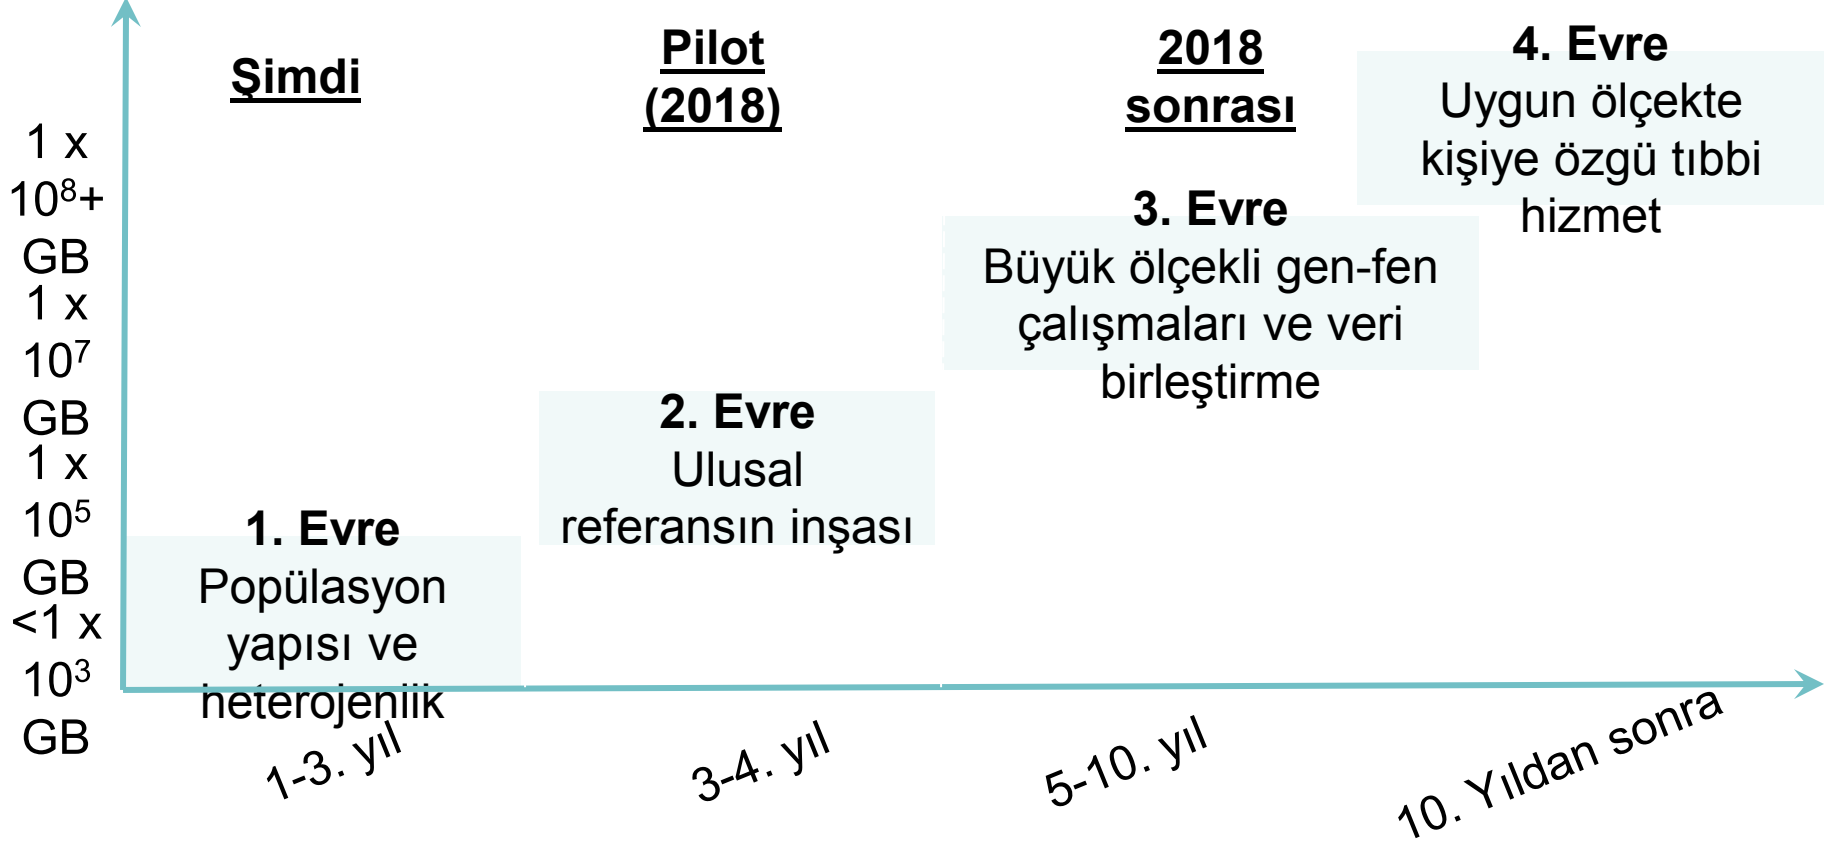 Şimdi
Pilot
(2018)
2018
sonrası
4. Evre
Uygun ölçekte
kişiye özgü tıbbi
hizmet
3. Evre
Büyük ölçekli gen-fen
çalışmaları ve veri
birleştirme
2. Evre
Ulusal
referansın inşası
1. Evre
Popülasyon
yapısı ve
heterojenlik
1 x
10⁸+
GB
1 x
10⁷
GB
1 x
10⁵
GB
<1 x
10³
GB
1-3. yıl
3-4. yıl
5-10. yıl
10. Yıldan sonra